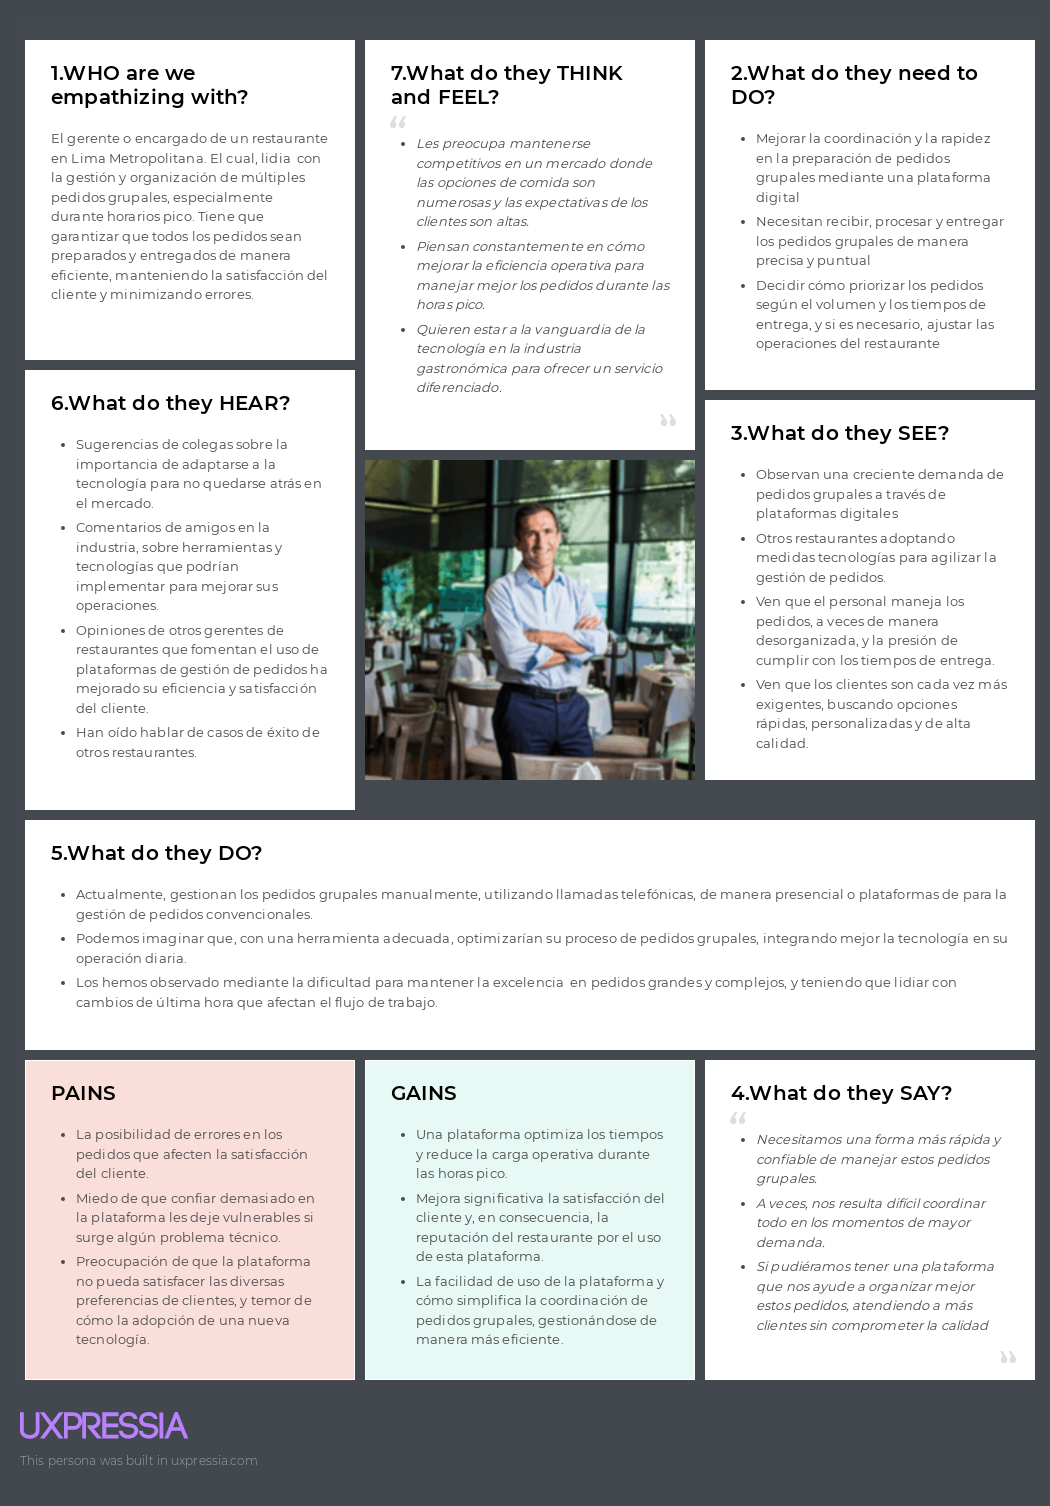 1.WHO are we
empathizing with?
El gerente o encargado de un restaurante
en Lima Metropolitana. El cual, lidia con
la gestión y organización de múltiples
pedidos grupales, especialmente
durante horarios pico. Tiene que
garantizar que todos los pedidos sean
preparados y entregados de manera
eficiente, manteniendo la satisfacción del
cliente y minimizando errores.
7.What do they THINK
and FEEL?
“
• Les preocupa mantenerse
competitivos en un mercado donde
las opciones de comida son
numerosas y las expectativas de los
clientes son altas.
• Piensan constantemente en cómo
mejorar la eficiencia operativa para
manejar mejor los pedidos durante las
horas pico.
• Quieren estar a la vanguardia de la
tecnología en la industria
gastronómica para ofrecer un servicio
diferenciado.
”
2.What do they need to
DO?
• Mejorar la coordinación y la rapidez
en la preparación de pedidos
grupales mediante una plataforma
digital
• Necesitan recibir, procesar y entregar
los pedidos grupales de manera
precisa y puntual
• Decidir cómo priorizar los pedidos
según el volumen y los tiempos de
entrega, y si es necesario, ajustar las
operaciones del restaurante
6.What do they HEAR?
• Sugerencias de colegas sobre la
importancia de adaptarse a la
tecnología para no quedarse atrás en
el mercado.
• Comentarios de amigos en la
industria, sobre herramientas y
tecnologías que podrían
implementar para mejorar sus
operaciones.
• Opiniones de otros gerentes de
restaurantes que fomentan el uso de
plataformas de gestión de pedidos ha
mejorado su eficiencia y satisfacción
del cliente.
• Han oído hablar de casos de éxito de
otros restaurantes.
3.What do they SEE?
• Observan una creciente demanda de
pedidos grupales a través de
plataformas digitales
• Otros restaurantes adoptando
medidas tecnologías para agilizar la
gestión de pedidos.
• Ven que el personal maneja los
pedidos, a veces de manera
desorganizada, y la presión de
cumplir con los tiempos de entrega.
• Ven que los clientes son cada vez más
exigentes, buscando opciones
rápidas, personalizadas y de alta
calidad.
5.What do they DO?
• Actualmente, gestionan los pedidos grupales manualmente, utilizando llamadas telefónicas, de manera presencial o plataformas de para la
gestión de pedidos convencionales.
• Podemos imaginar que, con una herramienta adecuada, optimizarían su proceso de pedidos grupales, integrando mejor la tecnología en su
operación diaria.
• Los hemos observado mediante la dificultad para mantener la excelencia en pedidos grandes y complejos, y teniendo que lidiar con
cambios de última hora que afectan el flujo de trabajo.
PAINS
• La posibilidad de errores en los
pedidos que afecten la satisfacción
del cliente.
• Miedo de que confiar demasiado en
la plataforma les deje vulnerables si
surge algún problema técnico.
• Preocupación de que la plataforma
no pueda satisfacer las diversas
preferencias de clientes, y temor de
cómo la adopción de una nueva
tecnología.
GAINS
• Una plataforma optimiza los tiempos
y reduce la carga operativa durante
las horas pico.
• Mejora significativa la satisfacción del
cliente y, en consecuencia, la
reputación del restaurante por el uso
de esta plataforma.
• La facilidad de uso de la plataforma y
cómo simplifica la coordinación de
pedidos grupales, gestionándose de
manera más eficiente.
4.What do they SAY?
“
• Necesitamos una forma más rápida y
confiable de manejar estos pedidos
grupales.
• A veces, nos resulta difícil coordinar
todo en los momentos de mayor
demanda.
• Si pudiéramos tener una plataforma
que nos ayude a organizar mejor
estos pedidos, atendiendo a más
clientes sin comprometer la calidad
”
UXPRESSIA
This persona was built in uxpressia.com